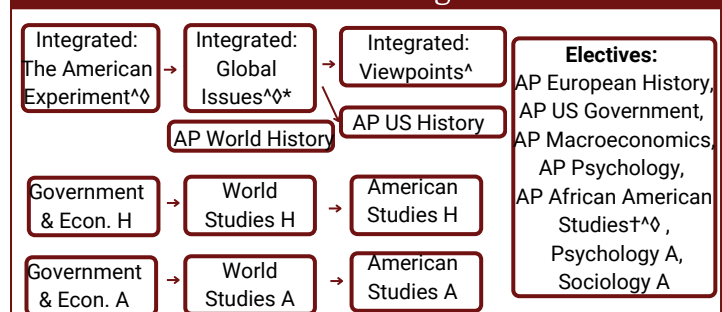 Integrated:
The American
Experiment^◊
Integrated:
Global
Issues^◊*
Integrated:
Viewpoints^
AP World History
AP US History
Government
& Econ. H
World
Studies H
American
Studies H
Government
& Econ. A
World
Studies A
American
Studies A
Electives:
AP European History,
AP US Government,
AP Macroeconomics,
AP Psychology,
AP African American
Studies†^◊ ,
Psychology A,
Sociology A